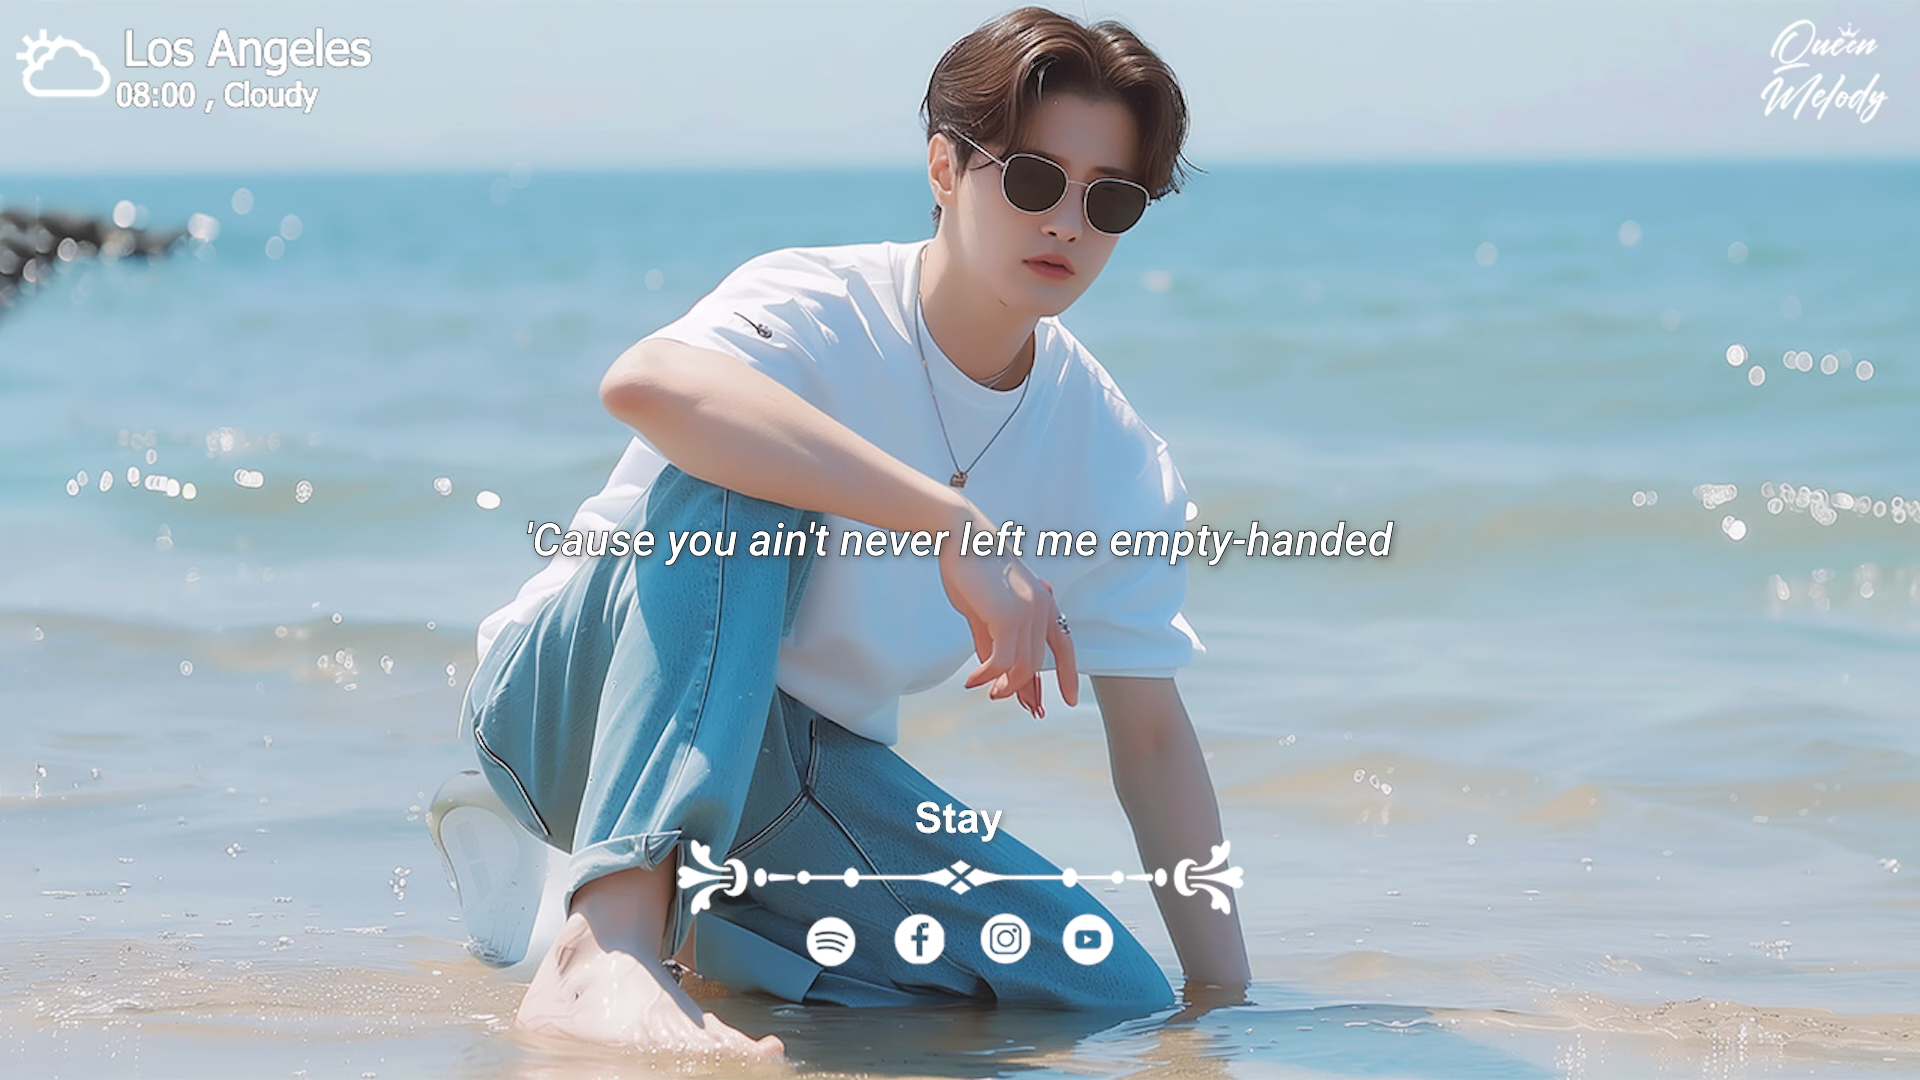 Los Angeles
08:00 , Cloudy
Queen
Melody
'Cause you ain't never left me empty-handed
Stay